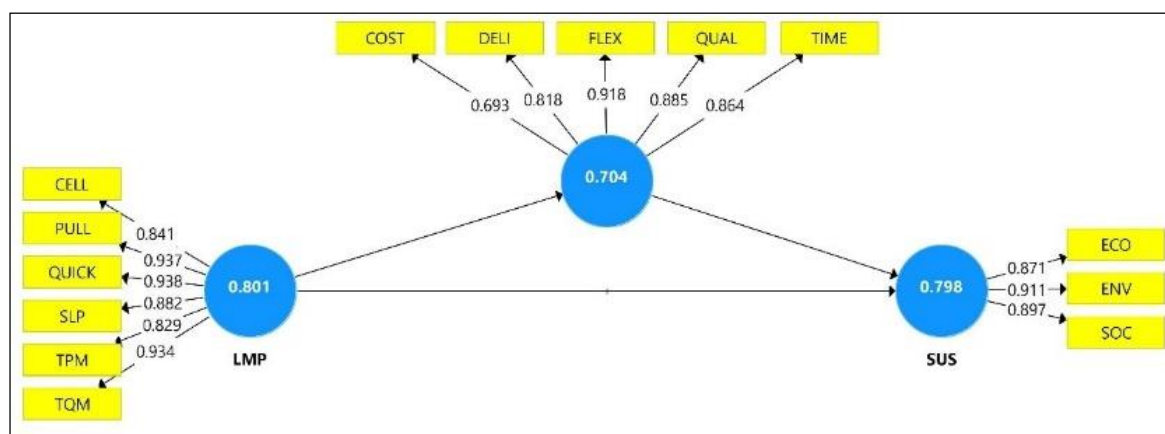 COST DELI FLEX QUAL TIME
0.693 0.818 0.918 0.885 0.864
0.704
CELL
PULL
QUICK
SLP
TPM
TQM
0.841
0.937
0.938
0.882
0.829
0.934
0.801
LMP
0.798
SUS
0.871
0.911
0.897
ECO
ENV
SOC